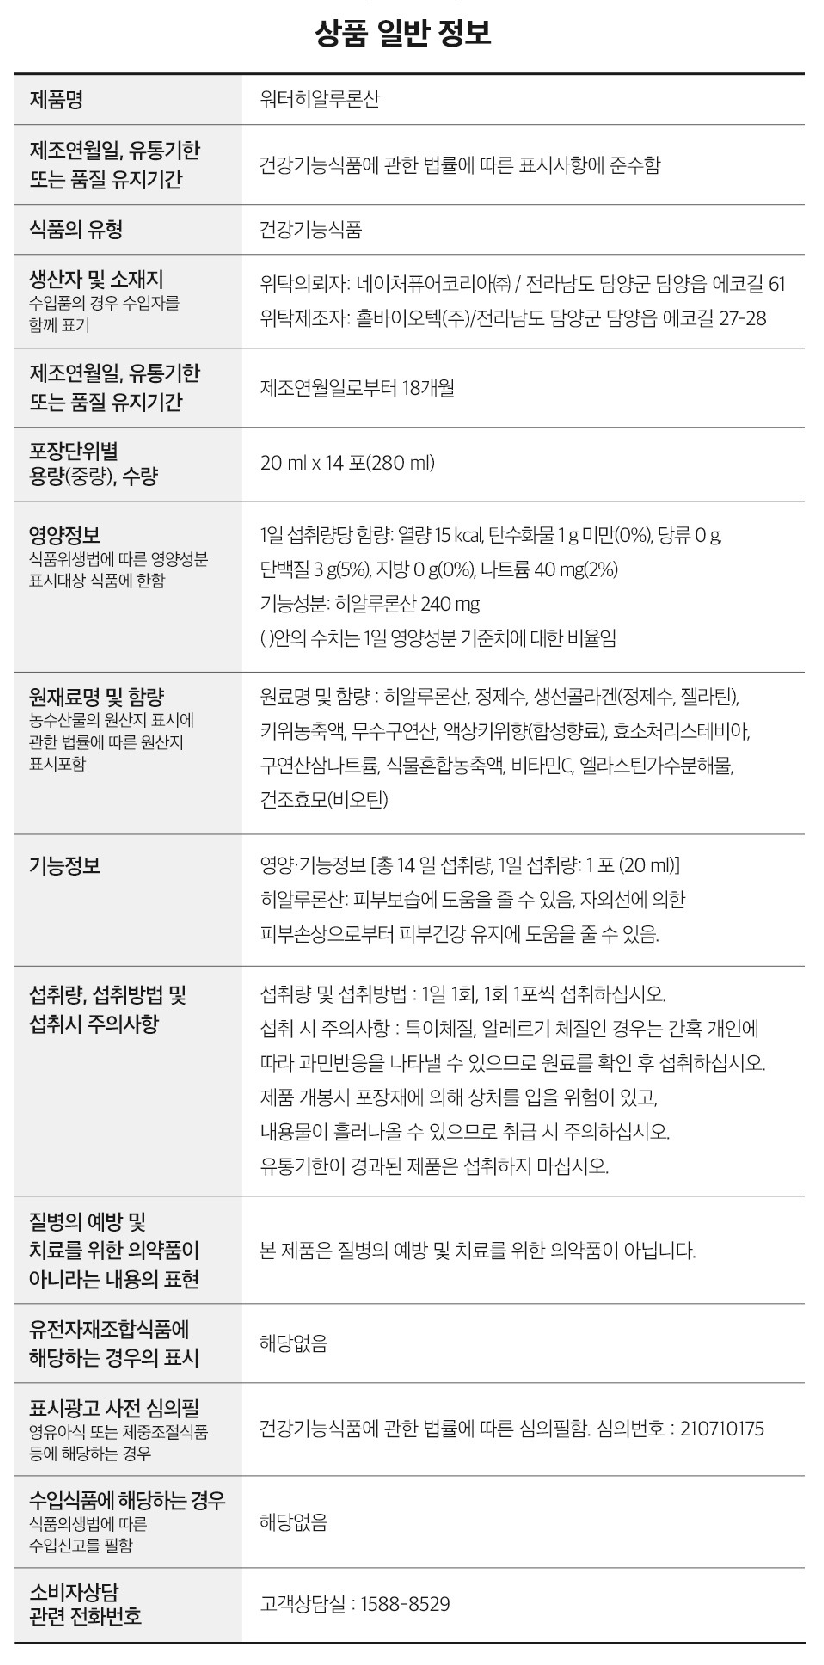 상품 일반 정보
제품명
워터히알루론산
제조연월일, 유통기한
또는 품질 유지기간
건강기능식품에 관한 법률에 따른 표시사항에 준수함
식품의 유형
건강기능식품
생산자 및 소재지
수입품의 경우 수입자를
함께 표기
위탁의뢰자: 네이처퓨어코리아㈜ / 전라남도 담양군 담양읍 에코길 61
위탁제조자: 홀바이오텍(주)/전라남도 담양군 담양읍 에코길 27-28
제조연월일, 유통기한
또는 품질 유지기간
제조연월일로부터 18개월
포장단위별
용량(중량), 수량
20 ml x 14 포(280 ml)
영양정보
식품위생법에 따른 영양성분
표시대상 식품에 한함
1일 섭취량당 함량: 열량 15 kcal, 탄수화물 1 g 미만(0%), 당류 0 g
단백질 3 g(5%), 지방 0 g(0%), 나트륨 40 mg(2%)
기능성분: 히알루론산 240 mg
( )안의 수치는 1일 영양성분 기준치에 대한 비율임
원재료명 및 함량
농수산물의 원산지 표시에
관한 법률에 따른 원산지
표시포함
원료명 및 함량 : 히알루론산, 정제수, 생선콜라겐(정제수, 젤라틴),
키위농축액, 무수구연산, 액상키위향(합성향료), 효소처리스테비아,
구연산삼나트륨, 식물혼합농축액, 비타민C, 엘라스틴가수분해물,
건조효모(비오틴)
기능정보
영양·기능정보 [총 14 일 섭취량, 1일 섭취량: 1 포 (20 ml)]
히알루론산: 피부보습에 도움을 줄 수 있음, 자외선에 의한
피부손상으로부터 피부건강 유지에 도움을 줄 수 있음.
섭취량, 섭취방법 및
섭취시 주의사항
섭취량 및 섭취방법 : 1일 1회, 1회 1포씩 섭취하십시오.
섭취 시 주의사항 : 특이체질, 알레르기 체질인 경우는 간혹 개인에
따라 과민반응을 나타낼 수 있으므로 원료를 확인 후 섭취하십시오.
제품 개봉시 포장재에 의해 상처를 입을 위험이 있고,
내용물이 흘러나올 수 있으므로 취급 시 주의하십시오.
유통기한이 경과된 제품은 섭취하지 마십시오.
질병의 예방 및
치료를 위한 의약품이
아니라는 내용의 표현
본 제품은 질병의 예방 및 치료를 위한 의약품이 아닙니다.
유전자재조합식품에
해당하는 경우의 표시
해당없음
표시광고 사전 심의필
영유아식 또는 체중조절식품
등에 해당하는 경우
건강기능식품에 관한 법률에 따른 심의필함. 심의번호 : 210710175
수입식품에 해당하는 경우
식품의생법에 따른
수입신고를 필함
해당없음
소비자상담
관련 전화번호
고객상담실 : 1588-8529